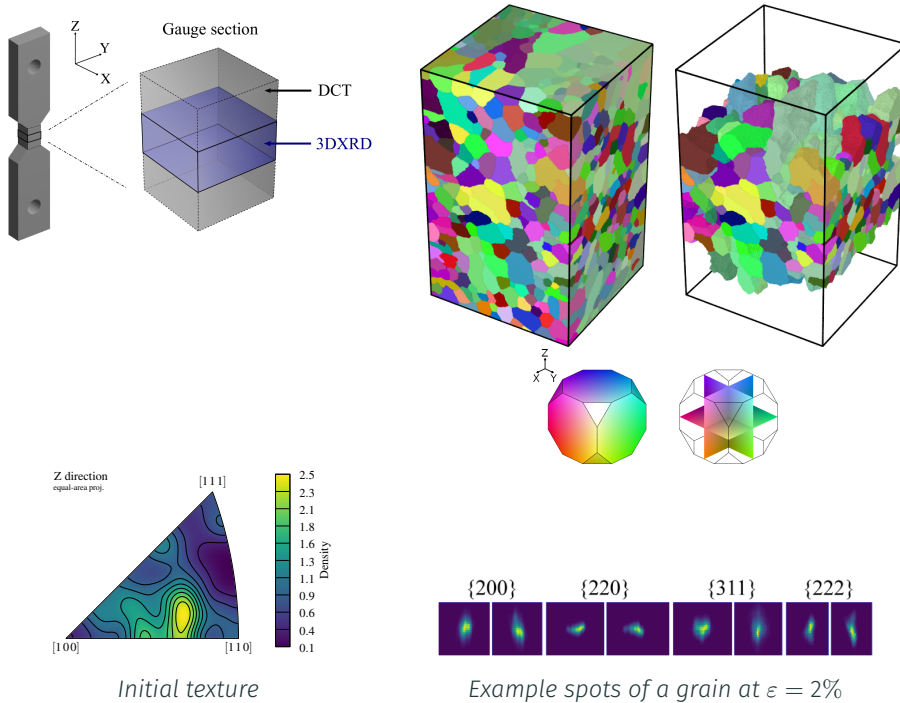 Z
Y
X
Gauge section
DCT
3DXRD
Z
X Y
Z direction
equal-area proj.
[111]
[100]
[110]
2.5
2.4
2.1
1.8
1.6
1.3
1.1
0.9
0.6
0.4
0.1
Density
Initial texture
{200} {220} {311} {222}
Example spots of a grain at ε = 2%